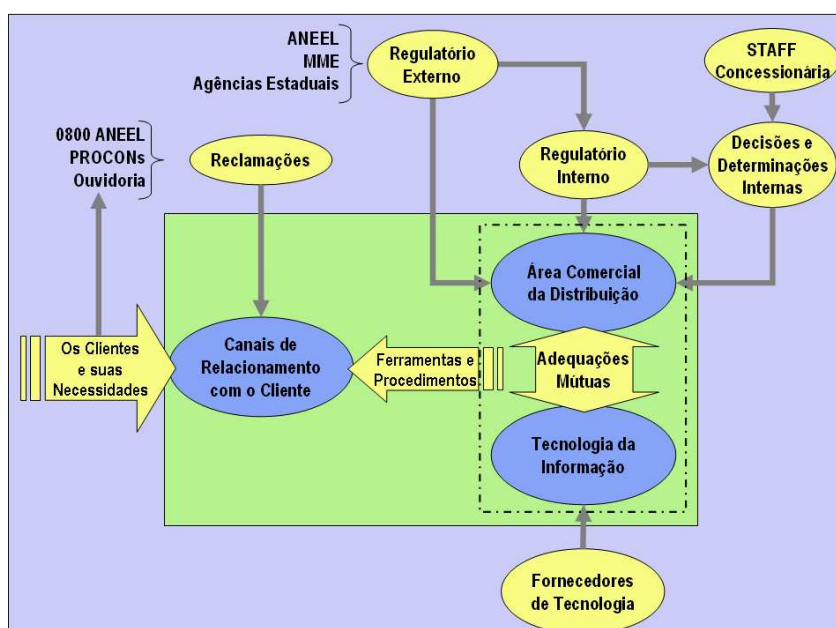 ANEEL
MME
Agências Estaduais
Regulatório
Externo
STAFF
Concessionária
0800 ANEEL
PROCONs
Ouvidoria
Reclamações
Regulatório
Interno
Decisões e
Determinações
Internas
Área Comercial
da Distribuição
Os Clientes
e suas
Necessidades
Canais de
Relacionamento
com o Cliente
Ferramentas e
Procedimentos
Adequações
Mútuas
Tecnologia da
Informação
Fornecedores
de Tecnologia